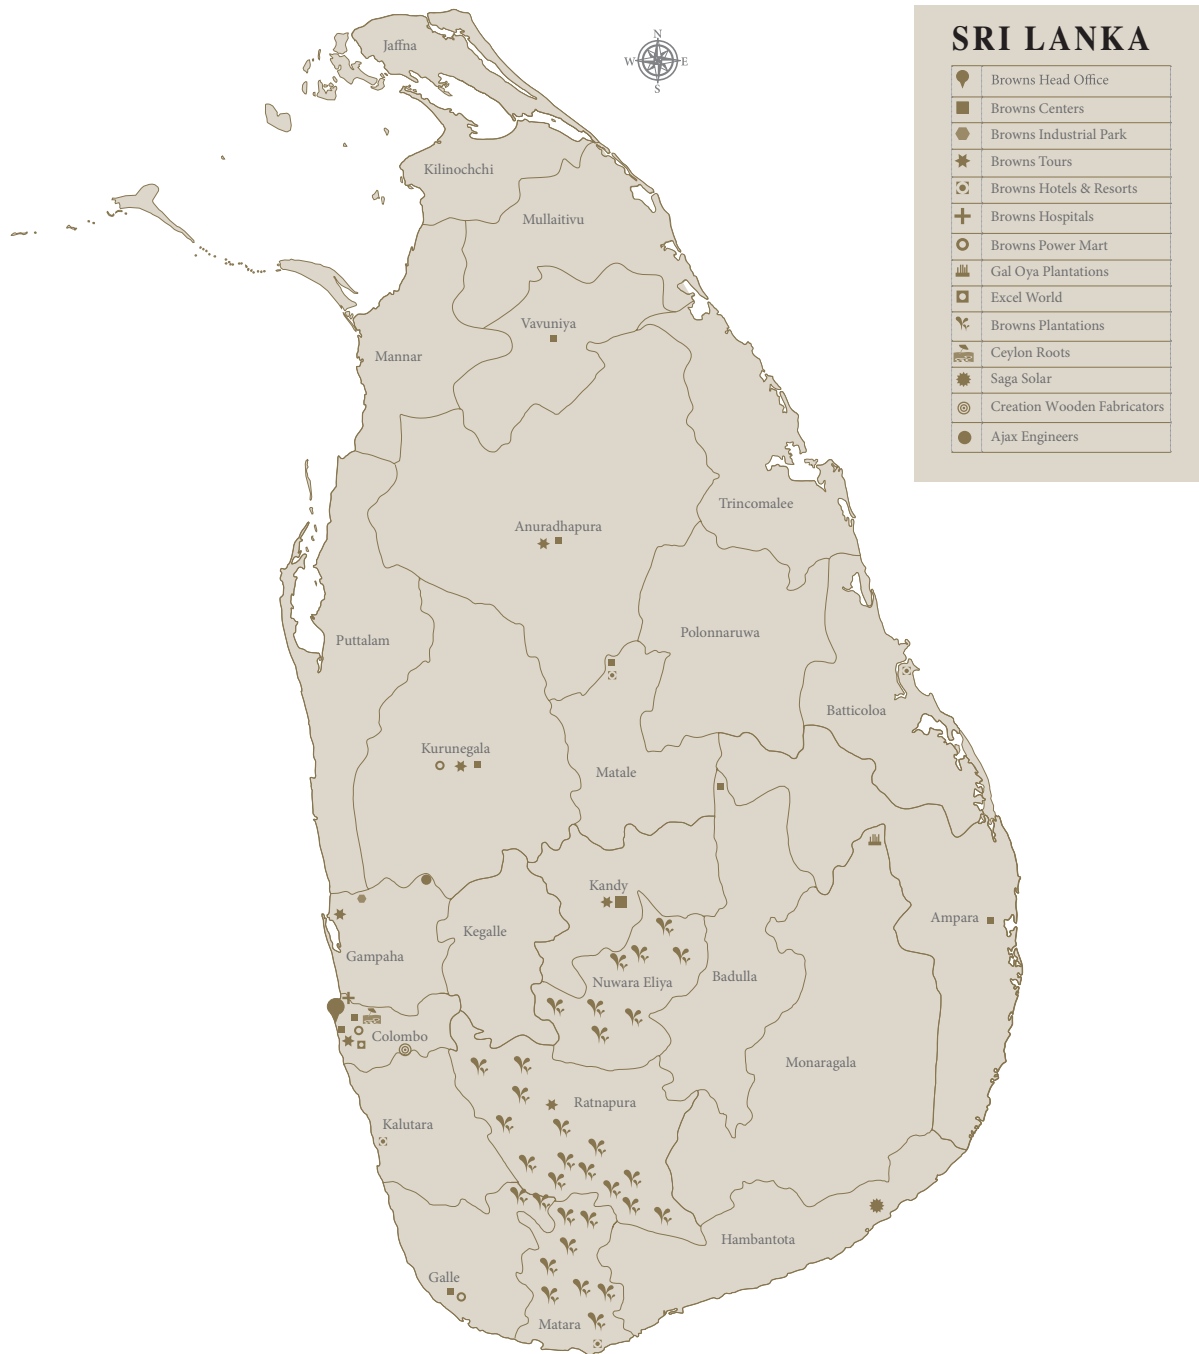 Jaffna
N
W E
S
SRI LANKA
Browns Head Office
Browns Centers
Browns Industrial Park
Browns Tours
Browns Hotels & Resorts
Browns Hospitals
Browns Power Mart
Gal Oya Plantations
Excel World
Browns Plantations
Ceylon Roots
Saga Solar
Creation Wooden Fabricators
Ajax Engineers
Kilinochchi
Mullaitivu
Vavuniya
Mannar
Trincomalee
Anuradhapura
Polonnaruwa
Puttalam
Batticoloa
Kurunegala
Matale
Kandy
Ampara
Kegalle
Gampaha
Badulla
Nuwara Eliya
Colombo
Monaragala
Ratnapura
Kalutara
Hambantota
Galle
Matara